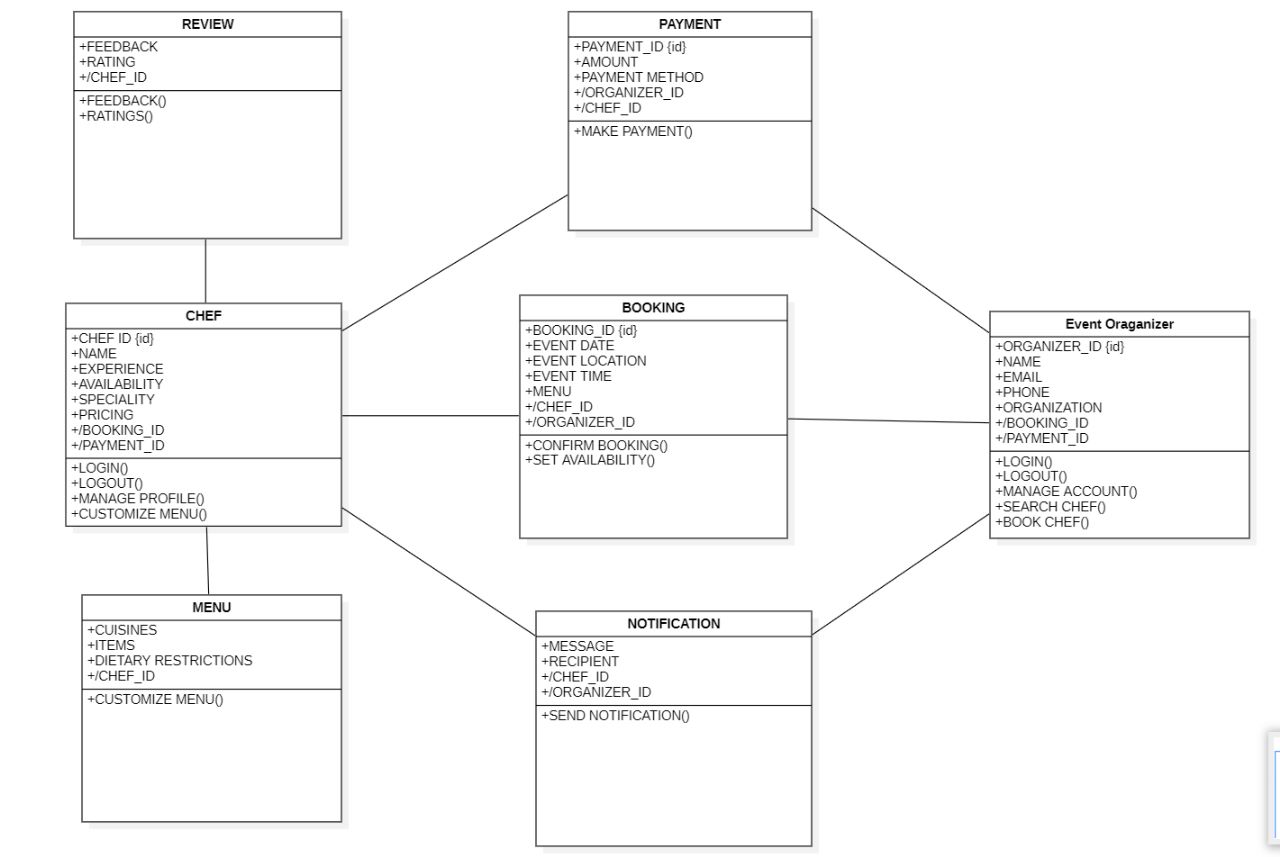 REVIEW
+FEEDBACK
+RATING
+/CHEF_ID
+FEEDBACK()
+RATINGS()
PAYMENT
+PAYMENT_ID {id}
+AMOUNT
+PAYMENT METHOD
+/ORGANIZER_ID
+/CHEF_ID
+MAKE PAYMENT()
CHEF
+CHEF ID {id}
+NAME
+EXPERIENCE
+AVAILABILITY
+SPECIALITY
+PRICING
+/BOOKING_ID
+/PAYMENT_ID
+LOGIN()
+LOGOUT()
+MANAGE PROFILE()
+CUSTOMIZE MENU()
BOOKING
+BOOKING_ID {id}
+EVENT DATE
+EVENT LOCATION
+EVENT TIME
+MENU
+/CHEF_ID
+/ORGANIZER_ID
+CONFIRM BOOKING()
+SET AVAILABILITY()
Event Oraganizer
+ORGANIZER_ID {id}
+NAME
+EMAIL
+PHONE
+ORGANIZATION
+/BOOKING_ID
+/PAYMENT_ID
+LOGIN()
+LOGOUT()
+MANAGE ACCOUNT()
+SEARCH CHEF()
+BOOK CHEF()
MENU
+CUISINES
+ITEMS
+DIETARY RESTRICTIONS
+/CHEF_ID
+CUSTOMIZE MENU()
NOTIFICATION
+MESSAGE
+RECIPIENT
+/CHEF_ID
+/ORGANIZER_ID
+SEND NOTIFICATION()